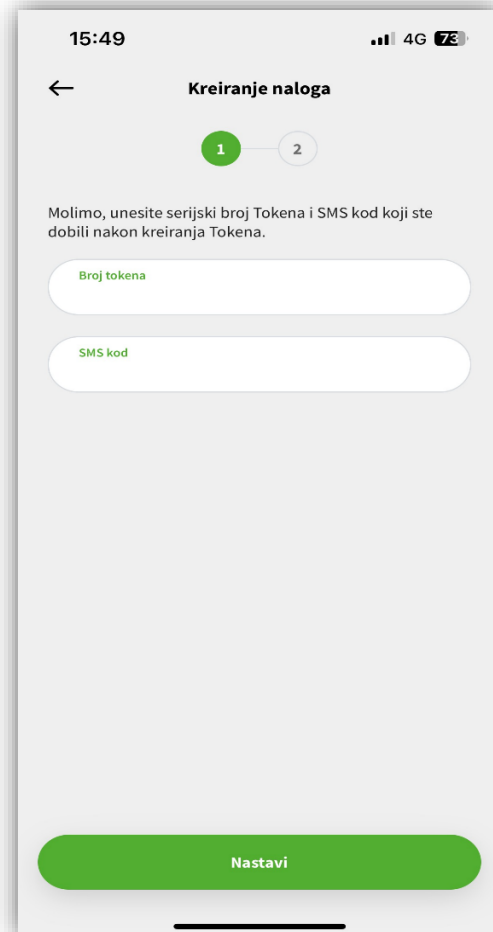 15:49 4G 73
Kreiranje naloga
1 2
Molimo, unesite serijski broj Tokena i SMS kod koji ste
dobili nakon kreiranja Tokena.
Broj tokena
SMS kod
Nastavi